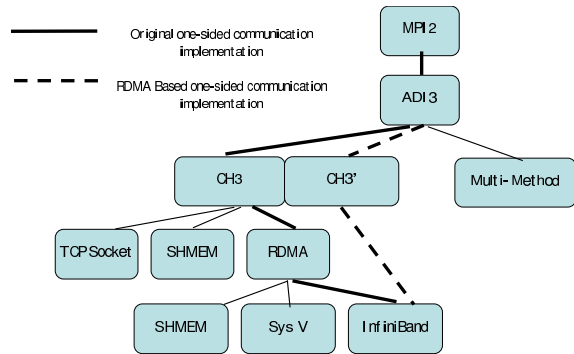 Original one-sided communication
implementation
RDMA Based one-sided communication
implementation
MPI 2
ADI 3
CH3
CH3'
Multi-Method
TCP Socket
SHMEM
RDMA
SHMEM
Sys V
InfiniBand